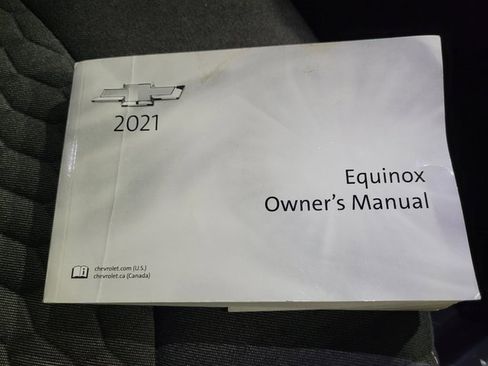 2021
Equinox
Owner's Manual
chevrolet.com (U.S.)
chevrolet.ca (Canada)